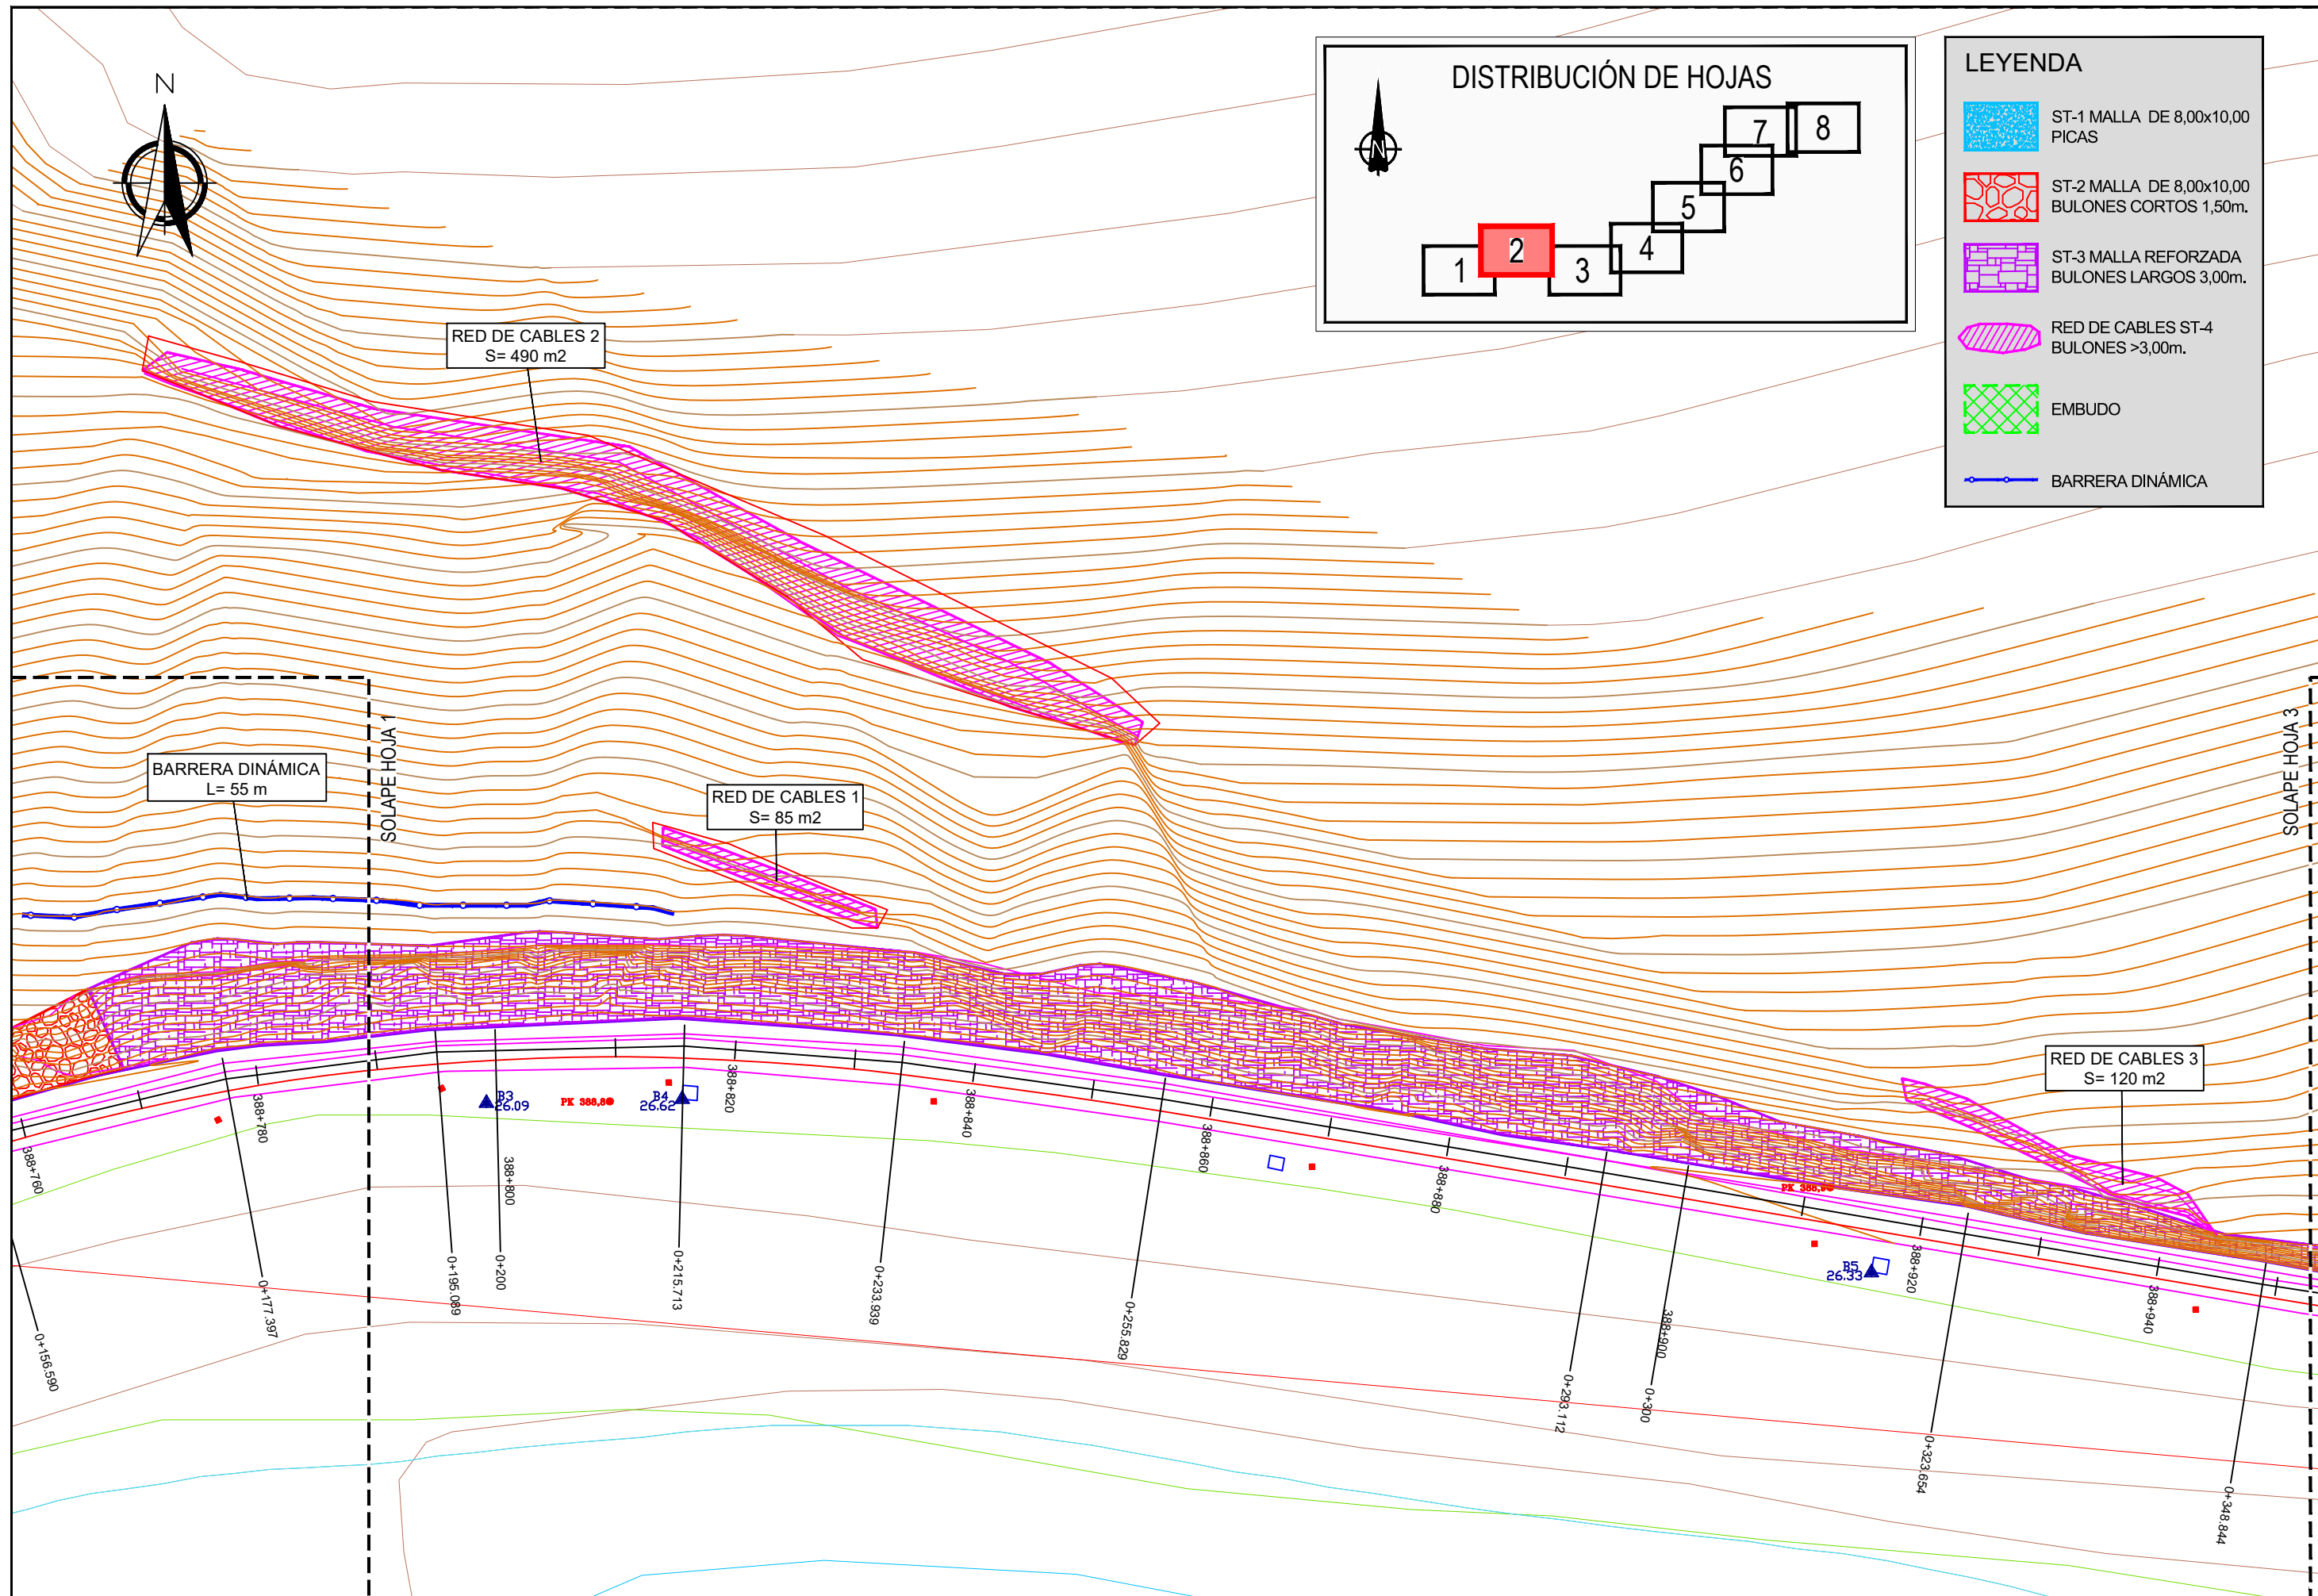 N
DISTRIBUCIÓN DE HOJAS
N
1
2
3
4
5
6
7
8
LEYENDA
ST-1 MALLA DE 8,00x10,00
PICAS
ST-2 MALLA DE 8,00x10,00
BULONES CORTOS 1,50m.
ST-3 MALLA REFORZADA
BULONES LARGOS 3,00m.
RED DE CABLES ST-4
BULONES >3,00m.
EMBUDO
BARRERA DINÁMICA
RED DE CABLES 2
S= 490 m2
BARRERA DINÁMICA
L= 55 m
SOLAPE HOJA 1
RED DE CABLES 1
S= 85 m2
SOLAPE HOJA 3
RED DE CABLES 3
S= 120 m2
388+760
388+780
388+800
388+820
388+840
388+860
388+880
388+900
388+920
388+940
B3
26.09
PK 388,8
B4
26.62
PK 388,9
B5
26.33
0+156.590
0+177.397
0+195.089
0+200
0+215.713
0+233.939
0+255.829
0+293.112
0+300
0+323.654
0+348.844